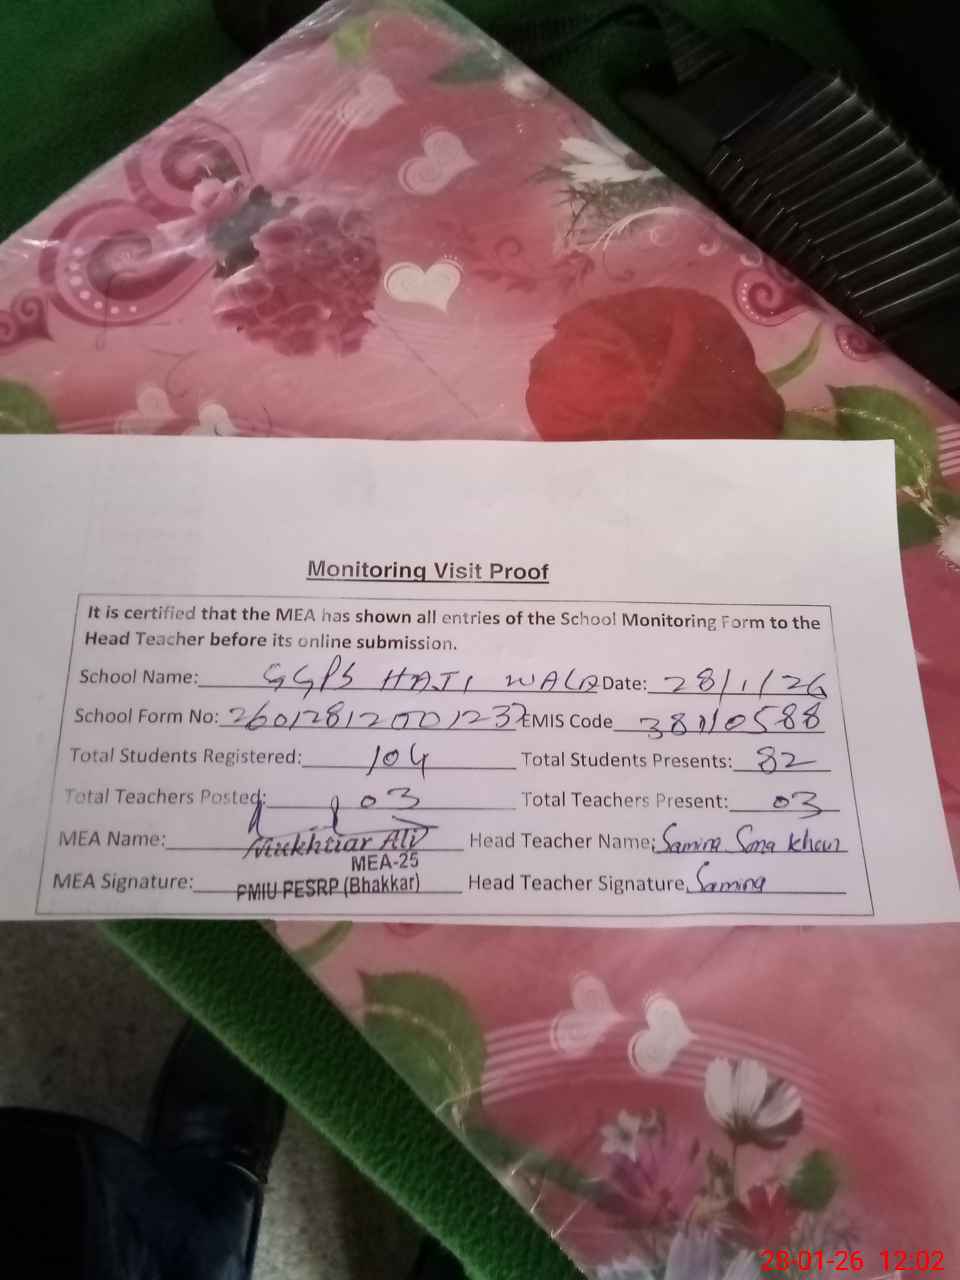 Monitoring Visit Proof
It is certified that the MEA has shown all entries of the School Monitoring Form to the
Head Teacher before its online submission.
School Name: GGPS HAJI WALA Date: 28/1/26
School Form No: 26012812001237 EMIS Code 38110588
Total Students Registered: 104 Total Students Presents: 82
Total Teachers Posted: 03 Total Teachers Present: 03
MEA Name: Mukhtiar Ali Head Teacher Name: Samina Sana Khan
MEA-25
MEA Signature: PMIU PESRP (Bhakkar) Head Teacher Signature Samina
28-01-26 12:02